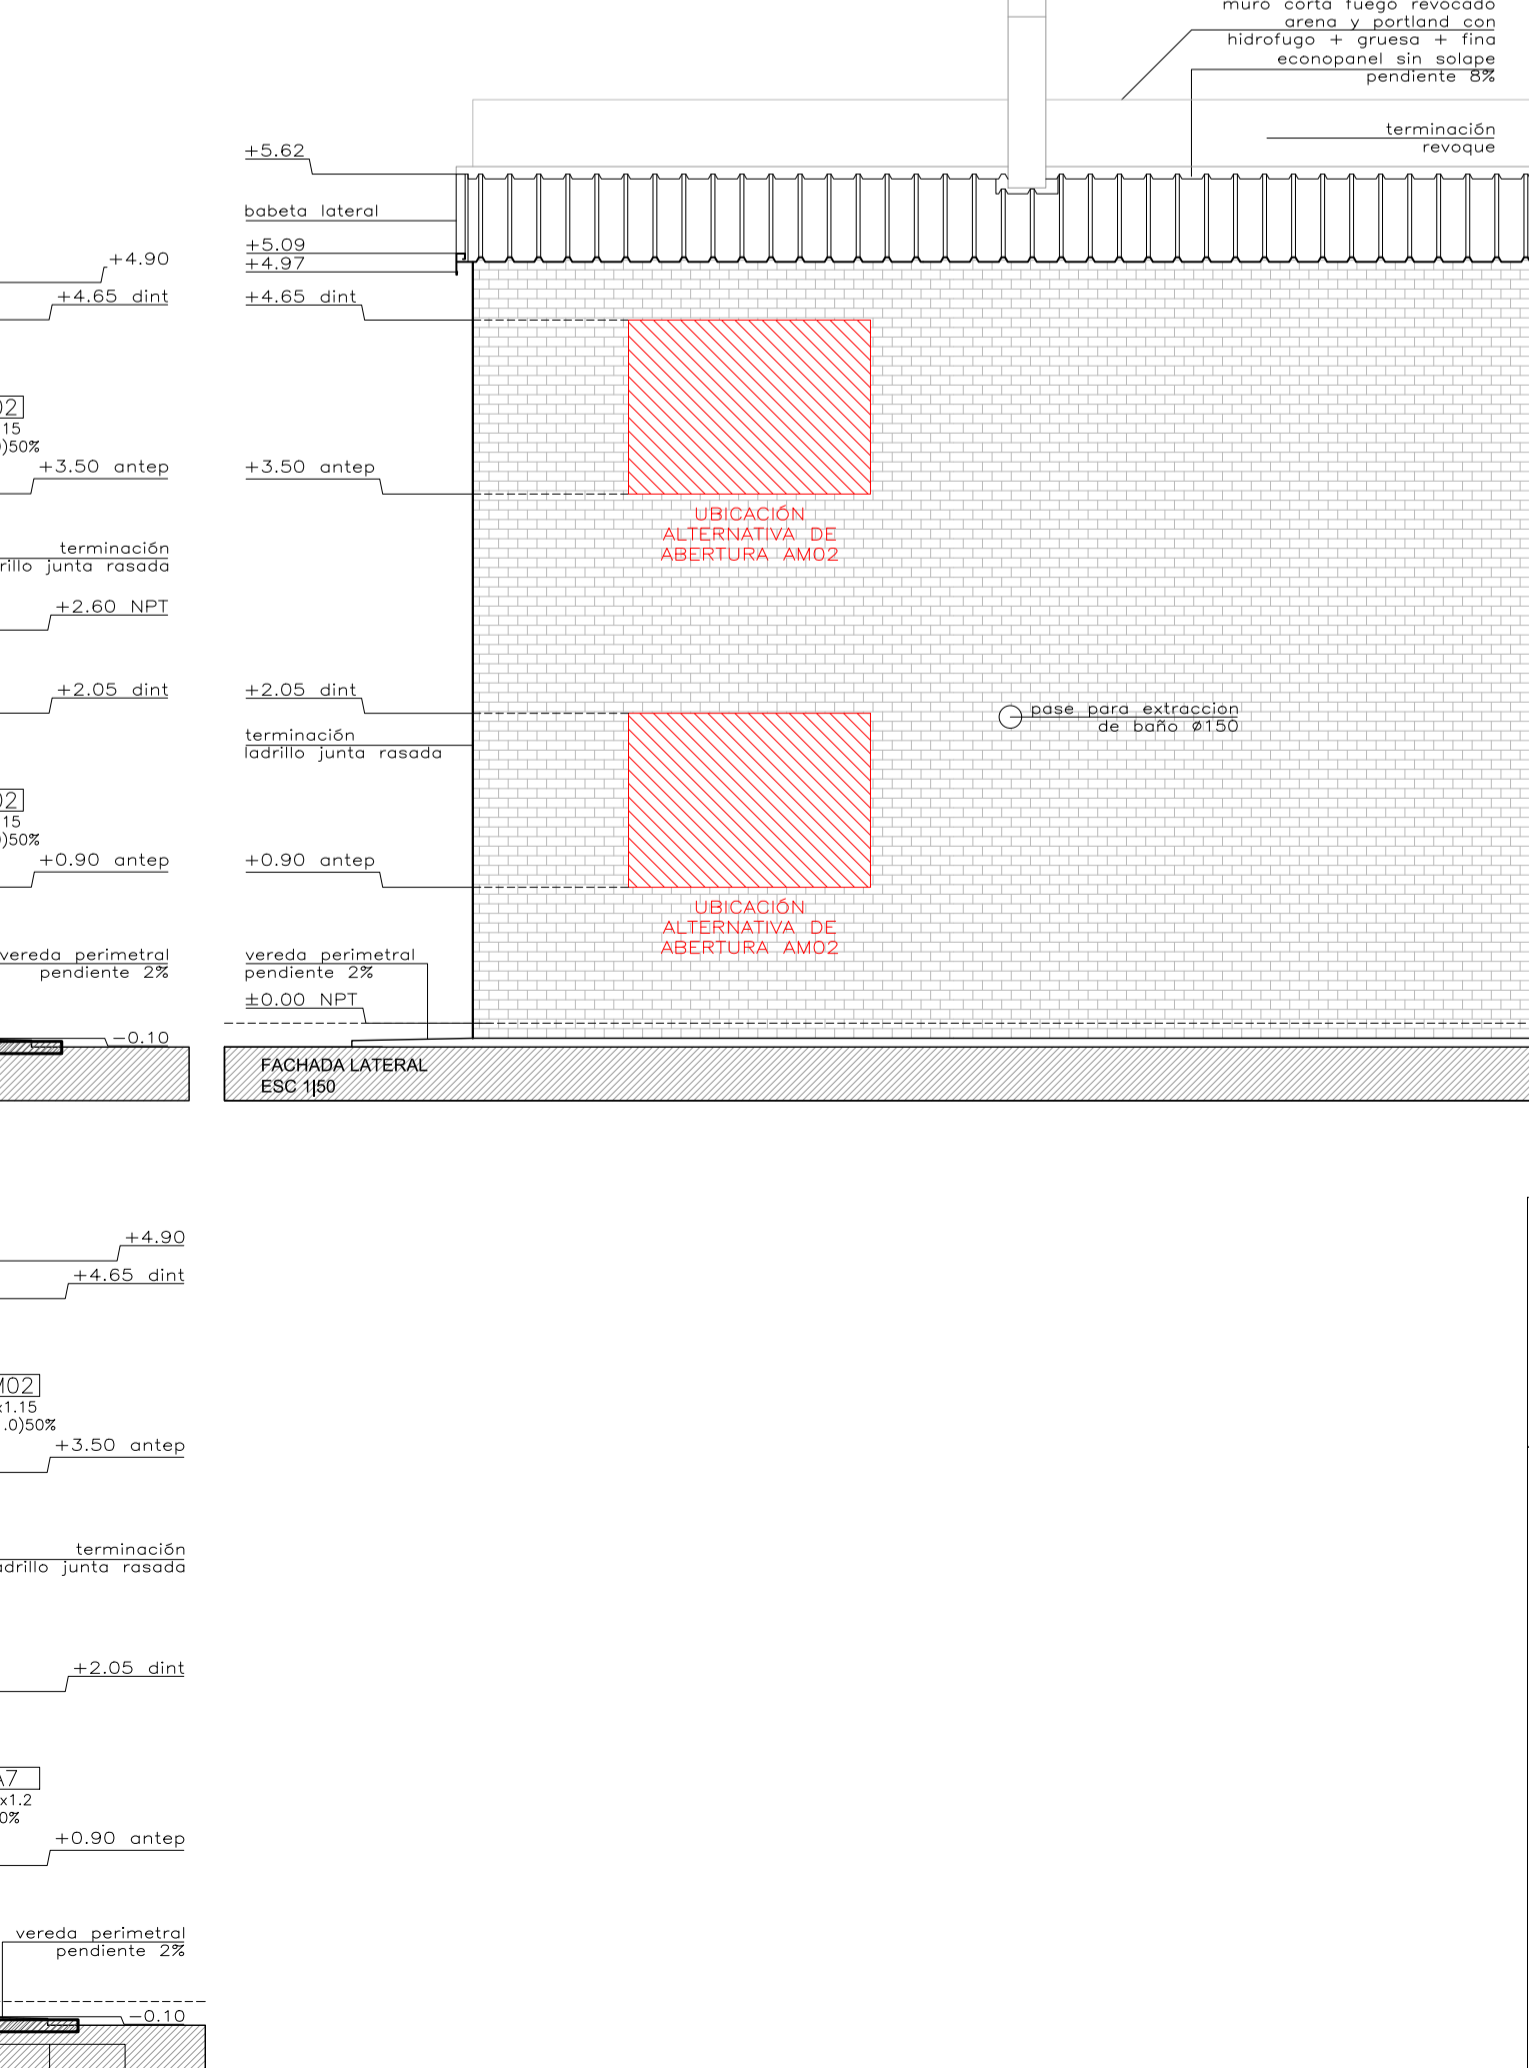 muro corta fuego revocado
arena y portland con
hidrofugo + gruesa + fina
econopanel sin solape
pendiente 8%
terminación
revoque
+5.62
babeta lateral
+5.09
+4.97
+4.65 dint
+3.50 antep
UBICACIÓN
ALTERNATIVA DE
ABERTURA AM02
+2.05 dint
terminación
ladrillo junta rasada
pase para extraccion
de baño ø150
+0.90 antep
UBICACIÓN
ALTERNATIVA DE
ABERTURA AM02
vereda perimetral
pendiente 2%
±0.00 NPT
FACHADA LATERAL
ESC 1|50
+4.90
+4.65 dint
02
15
)50%
+3.50 antep
terminación
rillo junta rasada
+2.60 NPT
+2.05 dint
02
15
)50%
+0.90 antep
vereda perimetral
pendiente 2%
-0.10
+4.90
+4.65 dint
M02
x1.15
.0)50%
+3.50 antep
terminación
adrillo junta rasada
+2.05 dint
A7
x1.2
0%
+0.90 antep
vereda perimetral
pendiente 2%
-0.10